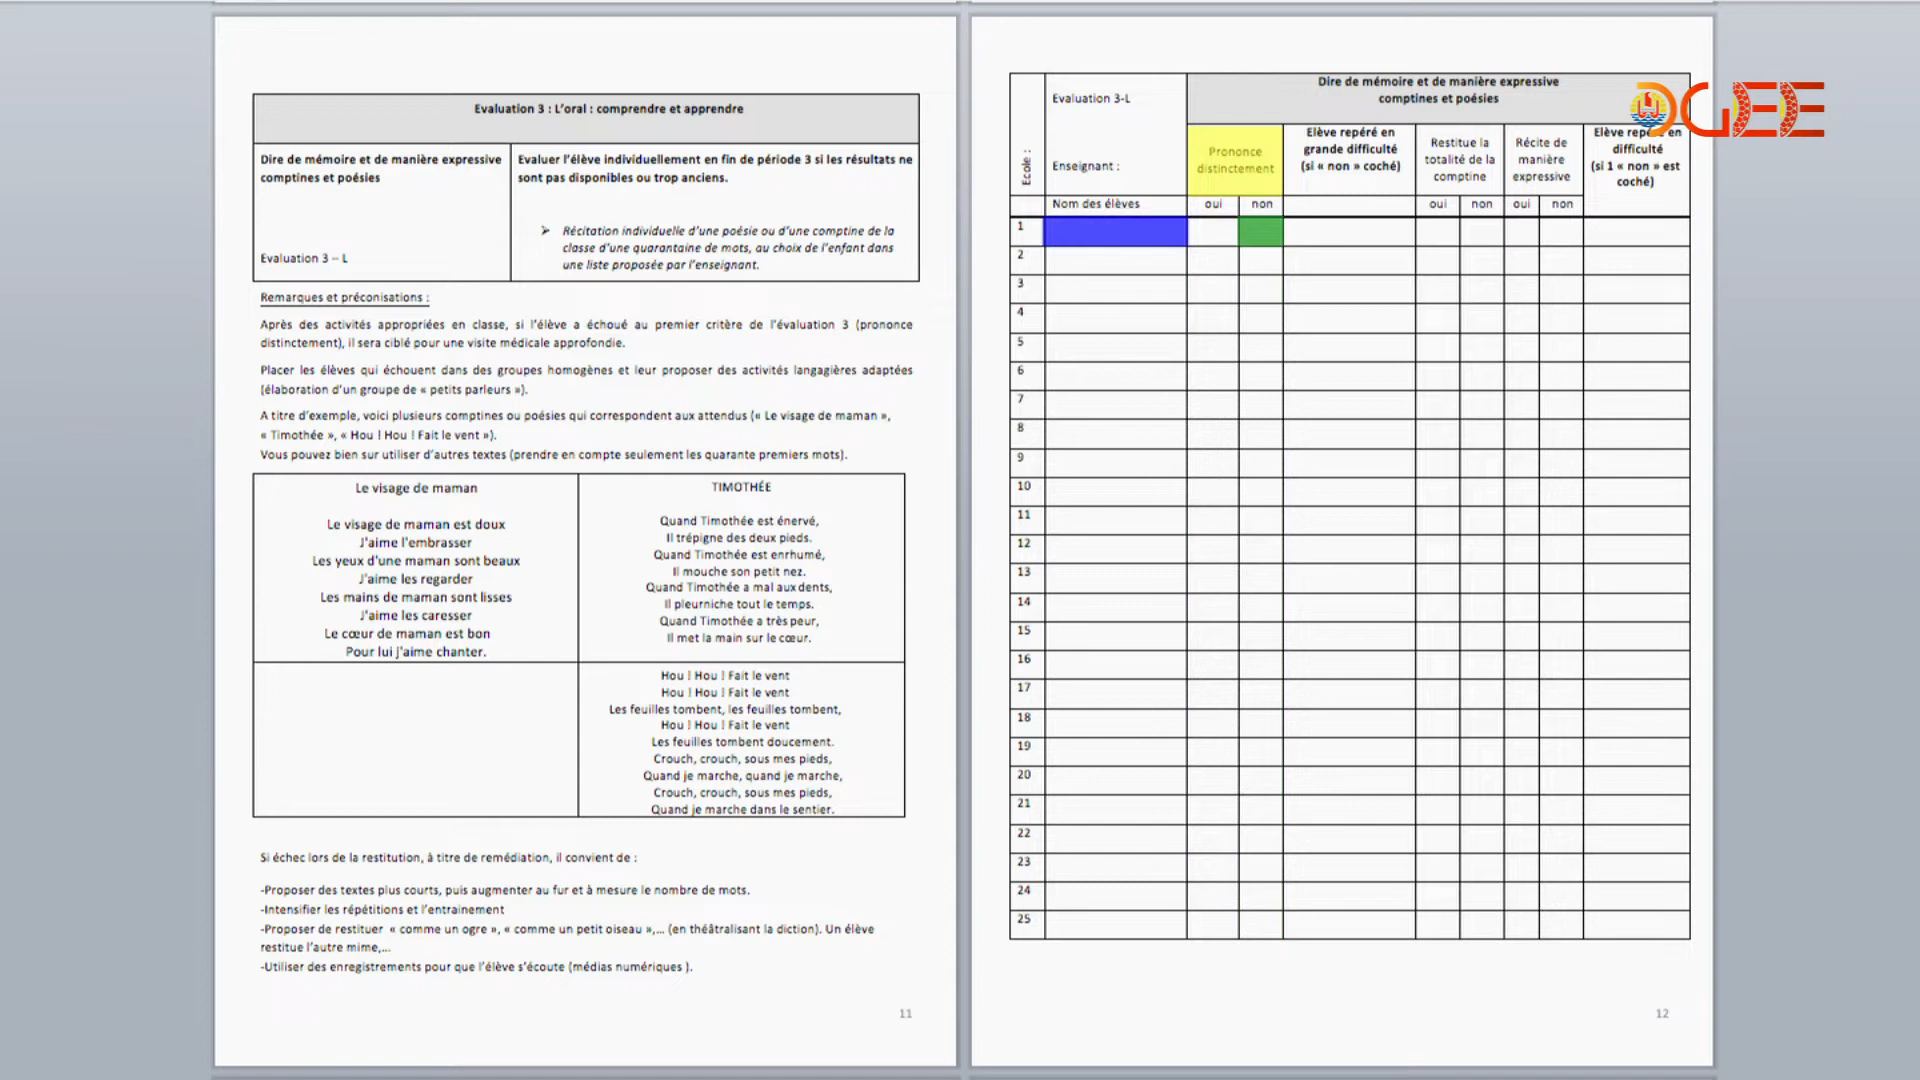 Evaluation 3 : L'oral : comprendre et apprendre
Dire de mémoire et de manière expressive
comptines et poésies
Evaluation 3 – L
Evaluer l'élève individuellement en fin de période 3 si les résultats ne
sont pas disponibles ou trop anciens.
➢ Récitation individuelle d'une poésie ou d'une comptine de la
classe d'une quarantaine de mots, au choix de l'enfant dans
une liste proposée par l'enseignant.
Remarques et préconisations :
Après des activités appropriées en classe, si l'élève a échoué au premier critère de l'évaluation 3 (prononce
distinctement), il sera ciblé pour une visite médicale approfondie.
Placer les élèves qui échouent dans des groupes homogènes et leur proposer des activités langagières adaptées
(élaboration d'un groupe de « petits parleurs »).
A titre d'exemple, voici plusieurs comptines ou poésies qui correspondent aux attendus (« Le visage de maman »,
« Timothée », « Hou ! Hou ! Fait le vent »).
Vous pouvez bien sur utiliser d'autres textes (prendre en compte seulement les quarante premiers mots).
Le visage de maman
Le visage de maman est doux
J'aime l'embrasser
Les yeux d'une maman sont beaux
J'aime les regarder
Les mains de maman sont lisses
J'aime les caresser
Le cœur de maman est bon
Pour lui j'aime chanter.
TIMOTHÉE
Quand Timothée est énervé,
Il trépigne des deux pieds.
Quand Timothée est enrhumé,
Il mouche son petit nez.
Quand Timothée a mal aux dents,
Il pleurniche tout le temps.
Quand Timothée a très peur,
Il met la main sur le cœur.
Hou ! Hou ! Fait le vent
Hou ! Hou ! Fait le vent
Les feuilles tombent, les feuilles tombent,
Hou ! Hou ! Fait le vent
Les feuilles tombent doucement.
Crouch, crouch, sous mes pieds,
Quand je marche, quand je marche,
Crouch, crouch, sous mes pieds,
Quand je marche dans le sentier.
Si échec lors de la restitution, à titre de remédiation, il convient de :
-Proposer des textes plus courts, puis augmenter au fur et à mesure le nombre de mots.
-Intensifier les répétitions et l'entrainement
-Proposer de restituer « comme un ogre », « comme un petit oiseau »,... (en théâtralisant la diction). Un élève
restitue l'autre mime,...
-Utiliser des enregistrements pour que l'élève s'écoute (médias numériques ).
11
Ecole :
Evaluation 3-L
Enseignant :
Dire de mémoire et de manière expressive
comptines et poésies
DGEE
Prononce
distinctement
Elève repéré en
grande difficulté
(si « non » coché)
Restitue la
totalité de la
comptine
Récite de
manière
expressive
Elève repéré en
difficulté
(si 1 « non » est
coché)
Nom des élèves oui non oui non oui non
1
2
3
4
5
6
7
8
9
10
11
12
13
14
15
16
17
18
19
20
21
22
23
24
25
12